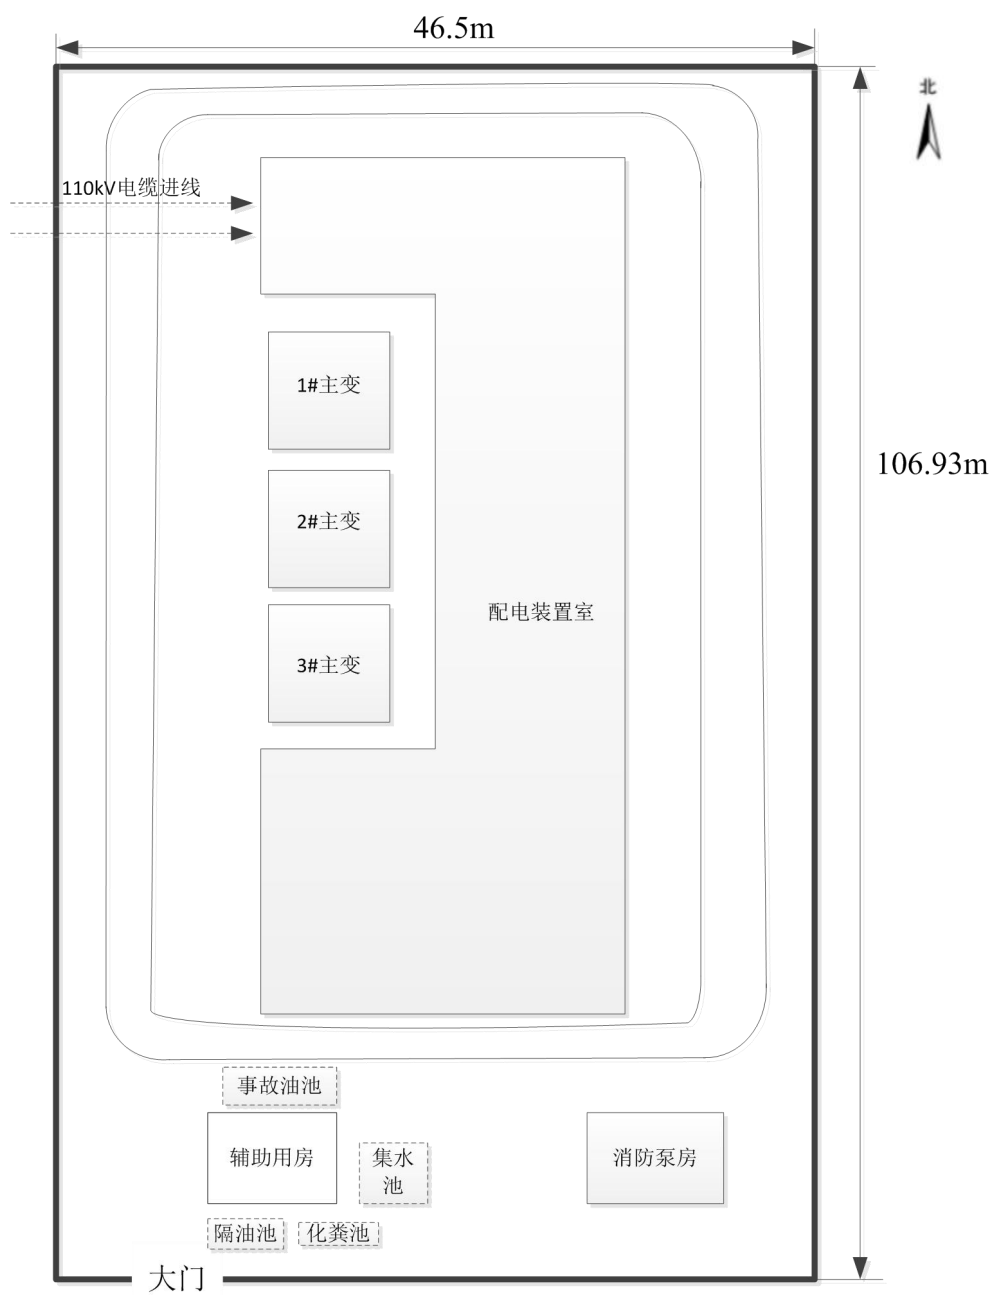 46.5m
北
110kV电缆进线
1#主变
106.93m
2#主变
配电装置室
3#主变
事故油池
辅助用房
集水
池
消防泵房
隔油池
化粪池
大门